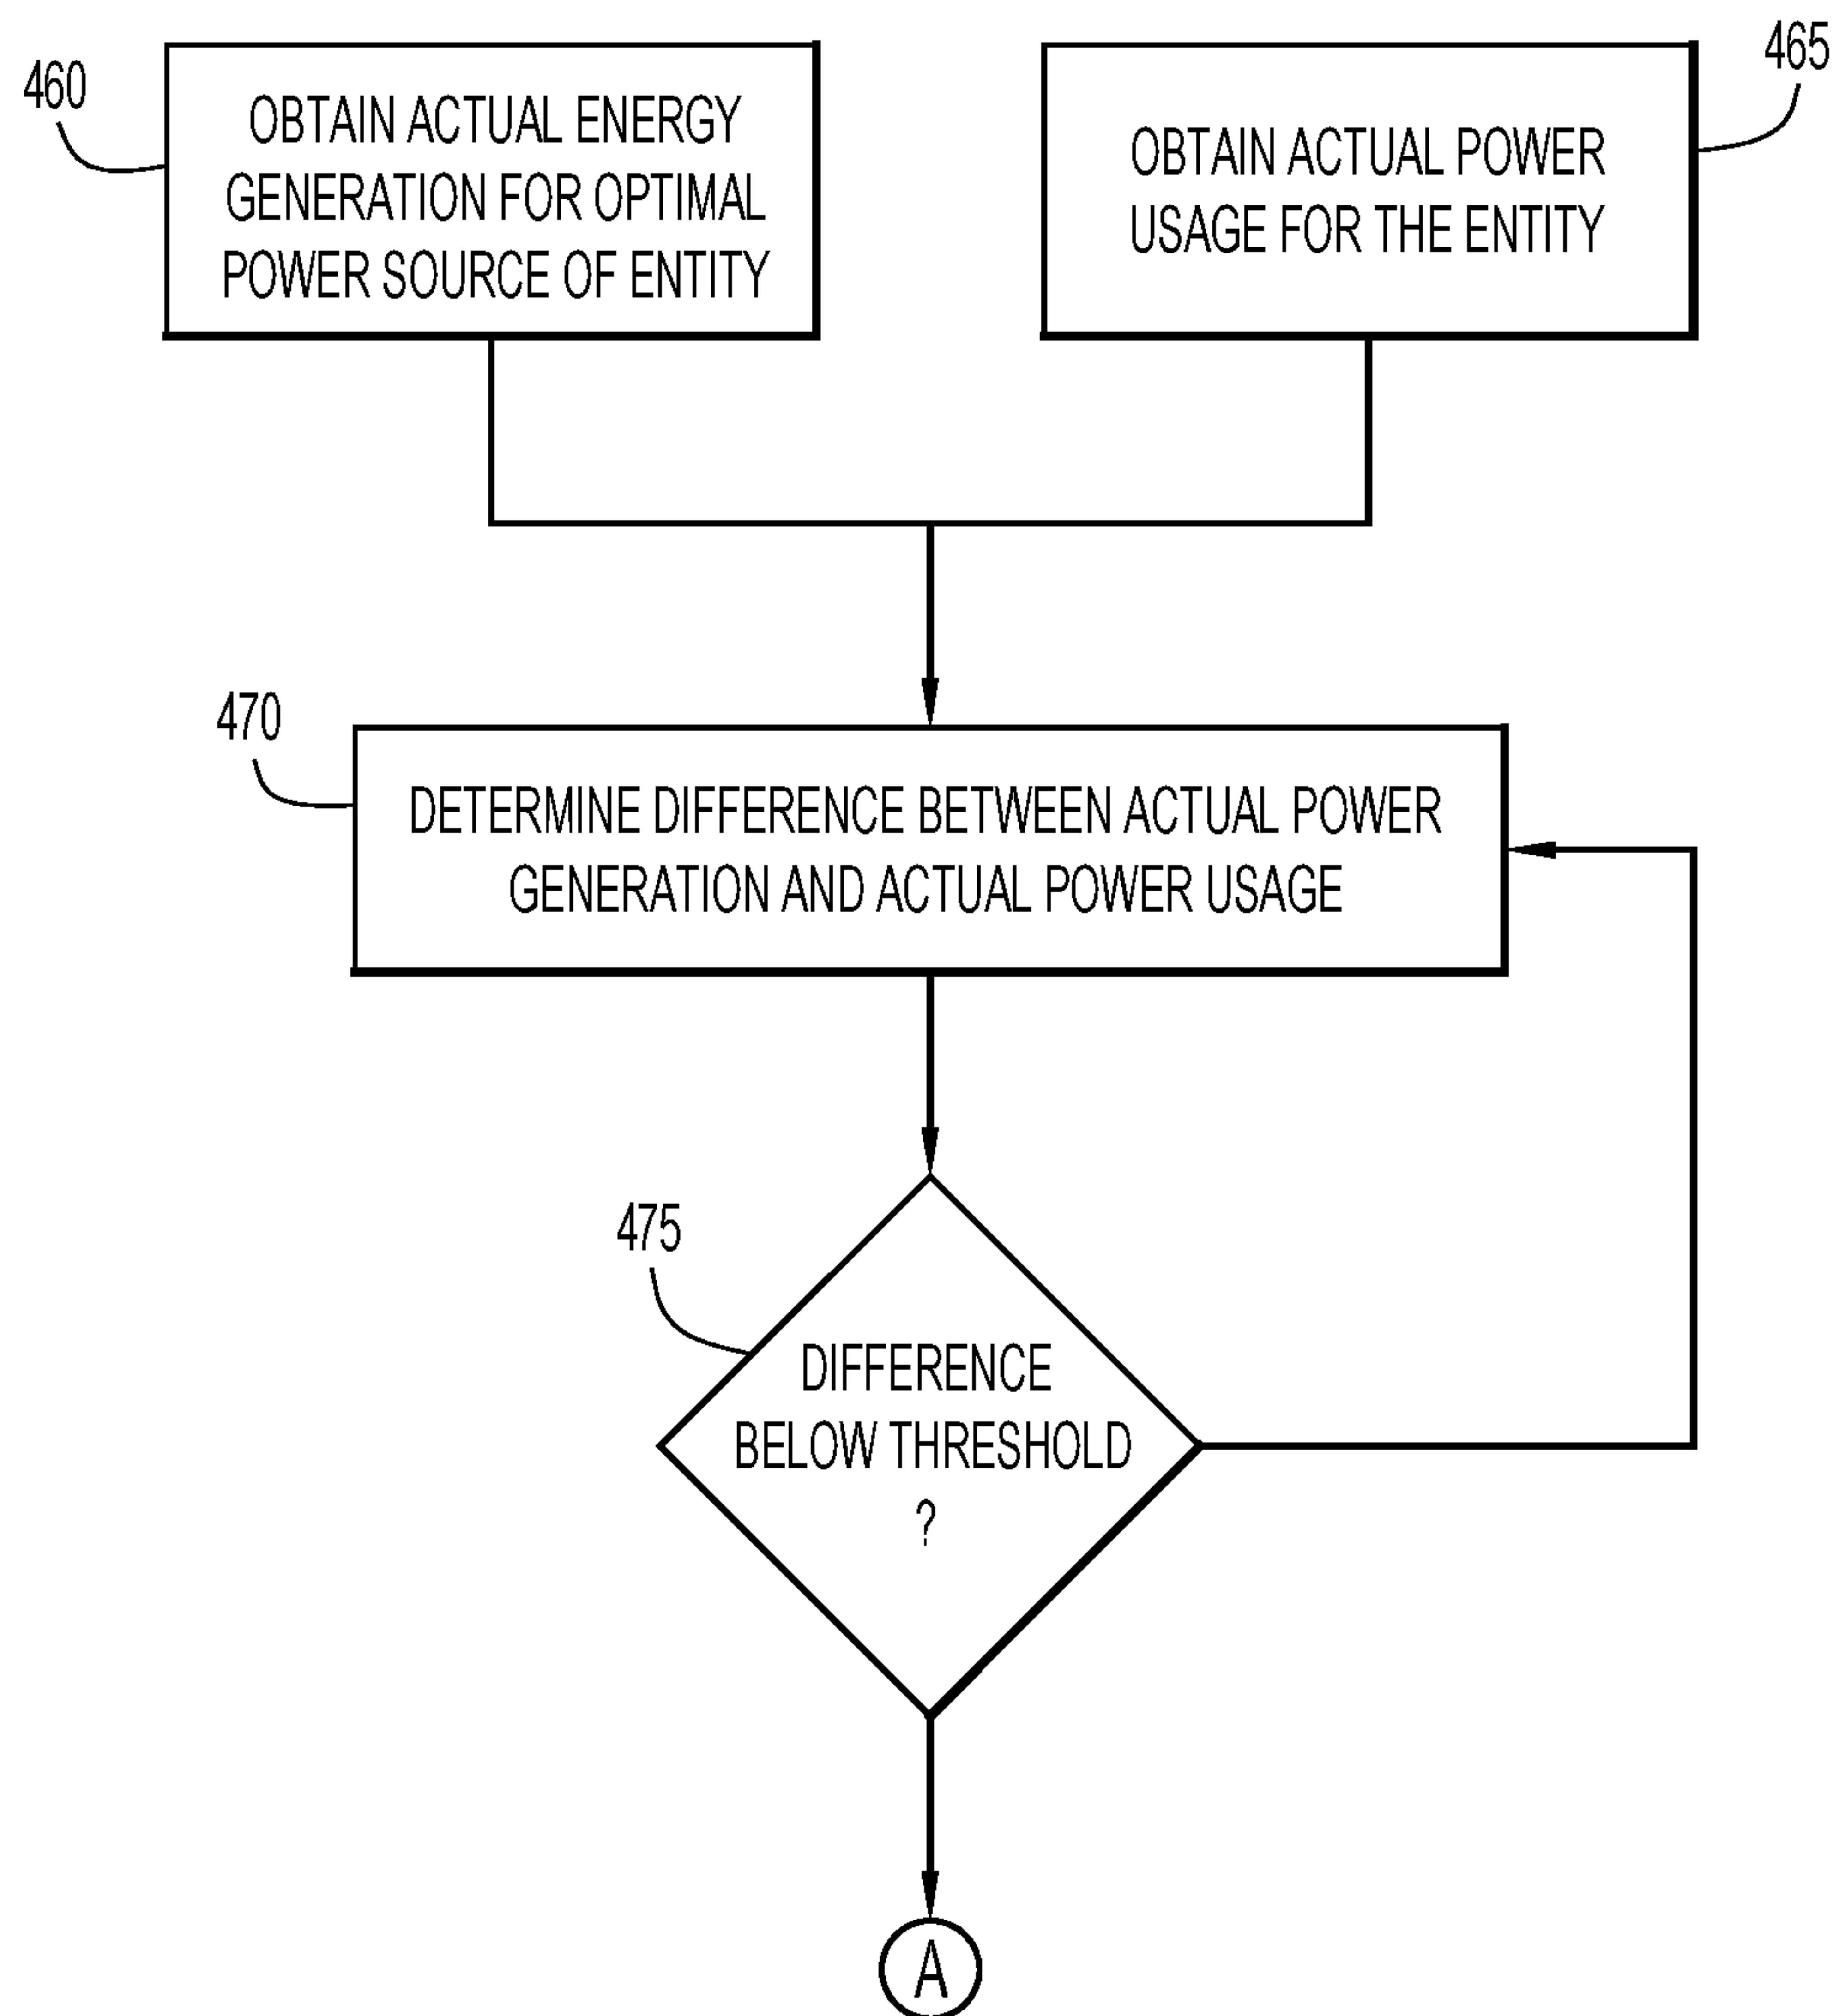 460
OBTAIN ACTUAL ENERGY
GENERATION FOR OPTIMAL
POWER SOURCE OF ENTITY
465
OBTAIN ACTUAL POWER
USAGE FOR THE ENTITY
470
DETERMINE DIFFERENCE BETWEEN ACTUAL POWER
GENERATION AND ACTUAL POWER USAGE
475
DIFFERENCE
BELOW THRESHOLD
?
A